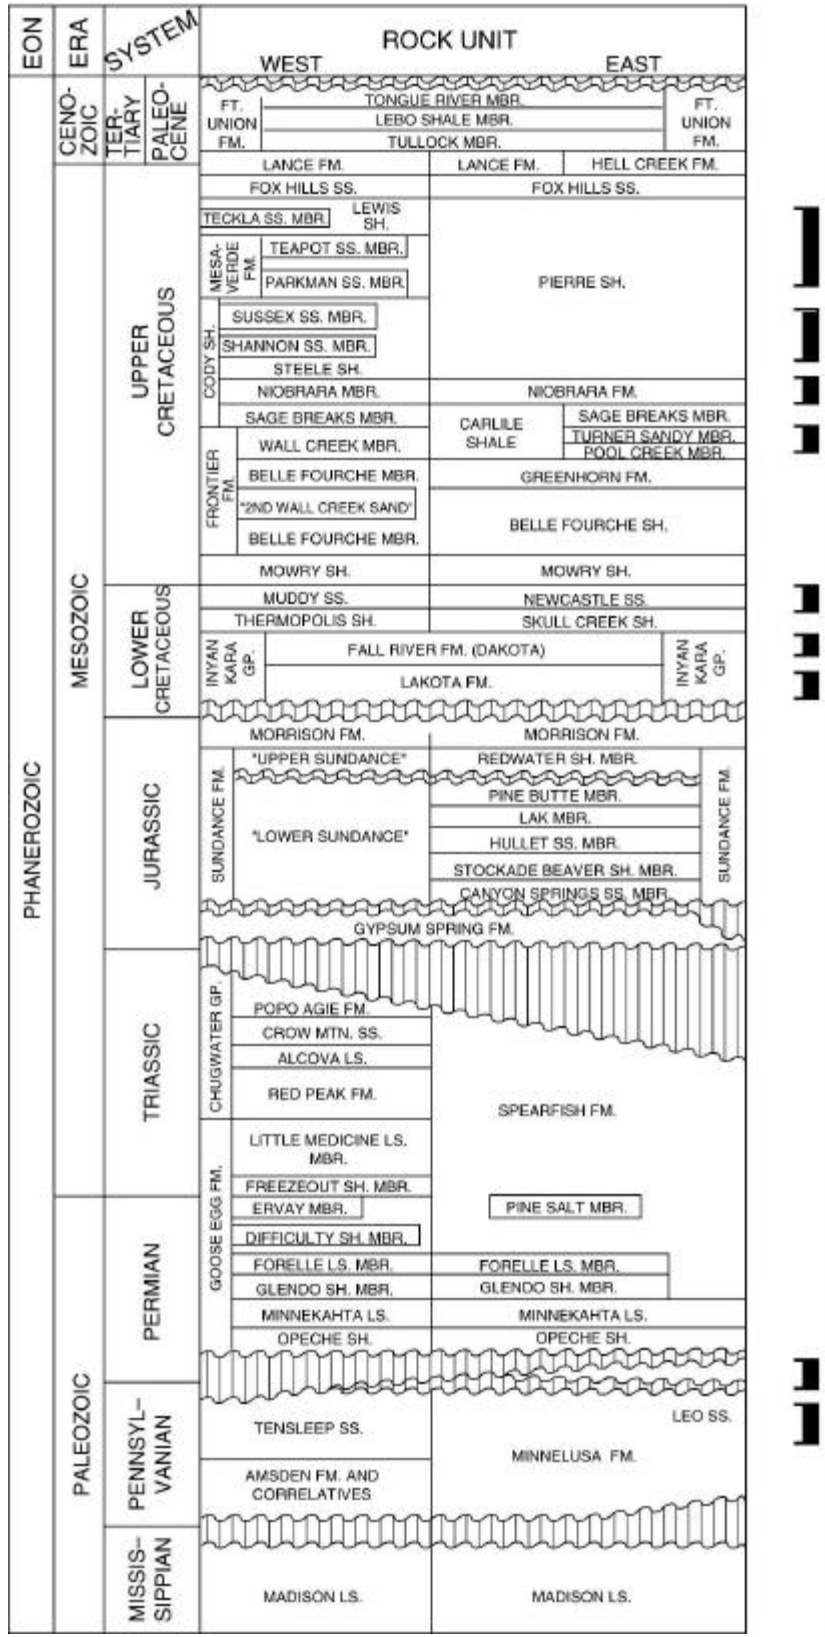 EON
ERA
SYSTEM
ROCK UNIT
WEST
EAST
PHANEROZOIC
CENO-
ZOIC
TER-
TIARY
PALEO-
CENE
FT.
UNION
FM.
TONGUE RIVER MBR.
LEBO SHALE MBR.
TULLOCK MBR.
FT.
UNION
FM.
MESOZOIC
UPPER
CRETACEOUS
LANCE FM.
LANCE FM.
HELL CREEK FM.
FOX HILLS SS.
FOX HILLS SS.
TECKLA SS. MBR.
LEWIS
SH.
MESA-
VERDE
FM.
TEAPOT SS. MBR.
PARKMAN SS. MBR.
PIERRE SH.
CODY SH.
SUSSEX SS. MBR.
SHANNON SS. MBR.
STEELE SH.
NIOBRARA MBR.
NIOBRARA FM.
SAGE BREAKS MBR.
CARLILE
SHALE
SAGE BREAKS MBR.
TURNER SANDY MBR.
POOL CREEK MBR.
FRONTIER
FM.
WALL CREEK MBR.
BELLE FOURCHE MBR.
GREENHORN FM.
"2ND WALL CREEK SAND"
BELLE FOURCHE MBR.
BELLE FOURCHE SH.
MOWRY SH.
MOWRY SH.
LOWER
CRETACEOUS
MUDDY SS.
NEWCASTLE SS.
THERMOPOLIS SH.
SKULL CREEK SH.
INYAN
KARA
GP.
FALL RIVER FM. (DAKOTA)
LAKOTA FM.
INYAN
KARA
GP.
JURASSIC
MORRISON FM.
MORRISON FM.
SUNDANCE FM.
"UPPER SUNDANCE"
REDWATER SH. MBR.
"LOWER SUNDANCE"
PINE BUTTE MBR.
LAK MBR.
HULLET SS. MBR.
STOCKADE BEAVER SH. MBR.
CANYON SPRINGS SS. MBR.
SUNDANCE FM.
GYPSUM SPRING FM.
TRIASSIC
CHUGWATER GP.
POPO AGIE FM.
CROW MTN. SS.
ALCOVA LS.
RED PEAK FM.
SPEARFISH FM.
GOOSE EGG FM.
LITTLE MEDICINE LS.
MBR.
FREEZEOUT SH. MBR.
PALEOZOIC
PERMIAN
ERVAY MBR.
PINE SALT MBR.
DIFFICULTY SH. MBR.
FORELLE LS. MBR.
FORELLE LS. MBR.
GLENDO SH. MBR.
GLENDO SH. MBR.
MINNEKAHTA LS.
MINNEKAHTA LS.
OPECHE SH.
OPECHE SH.
PENNSYL–
VANIAN
TENSLEEP SS.
LEO SS.
MINNELUSA FM.
AMSDEN FM. AND
CORRELATIVES
MISSIS–
SIPPIAN
MADISON LS.
MADISON LS.